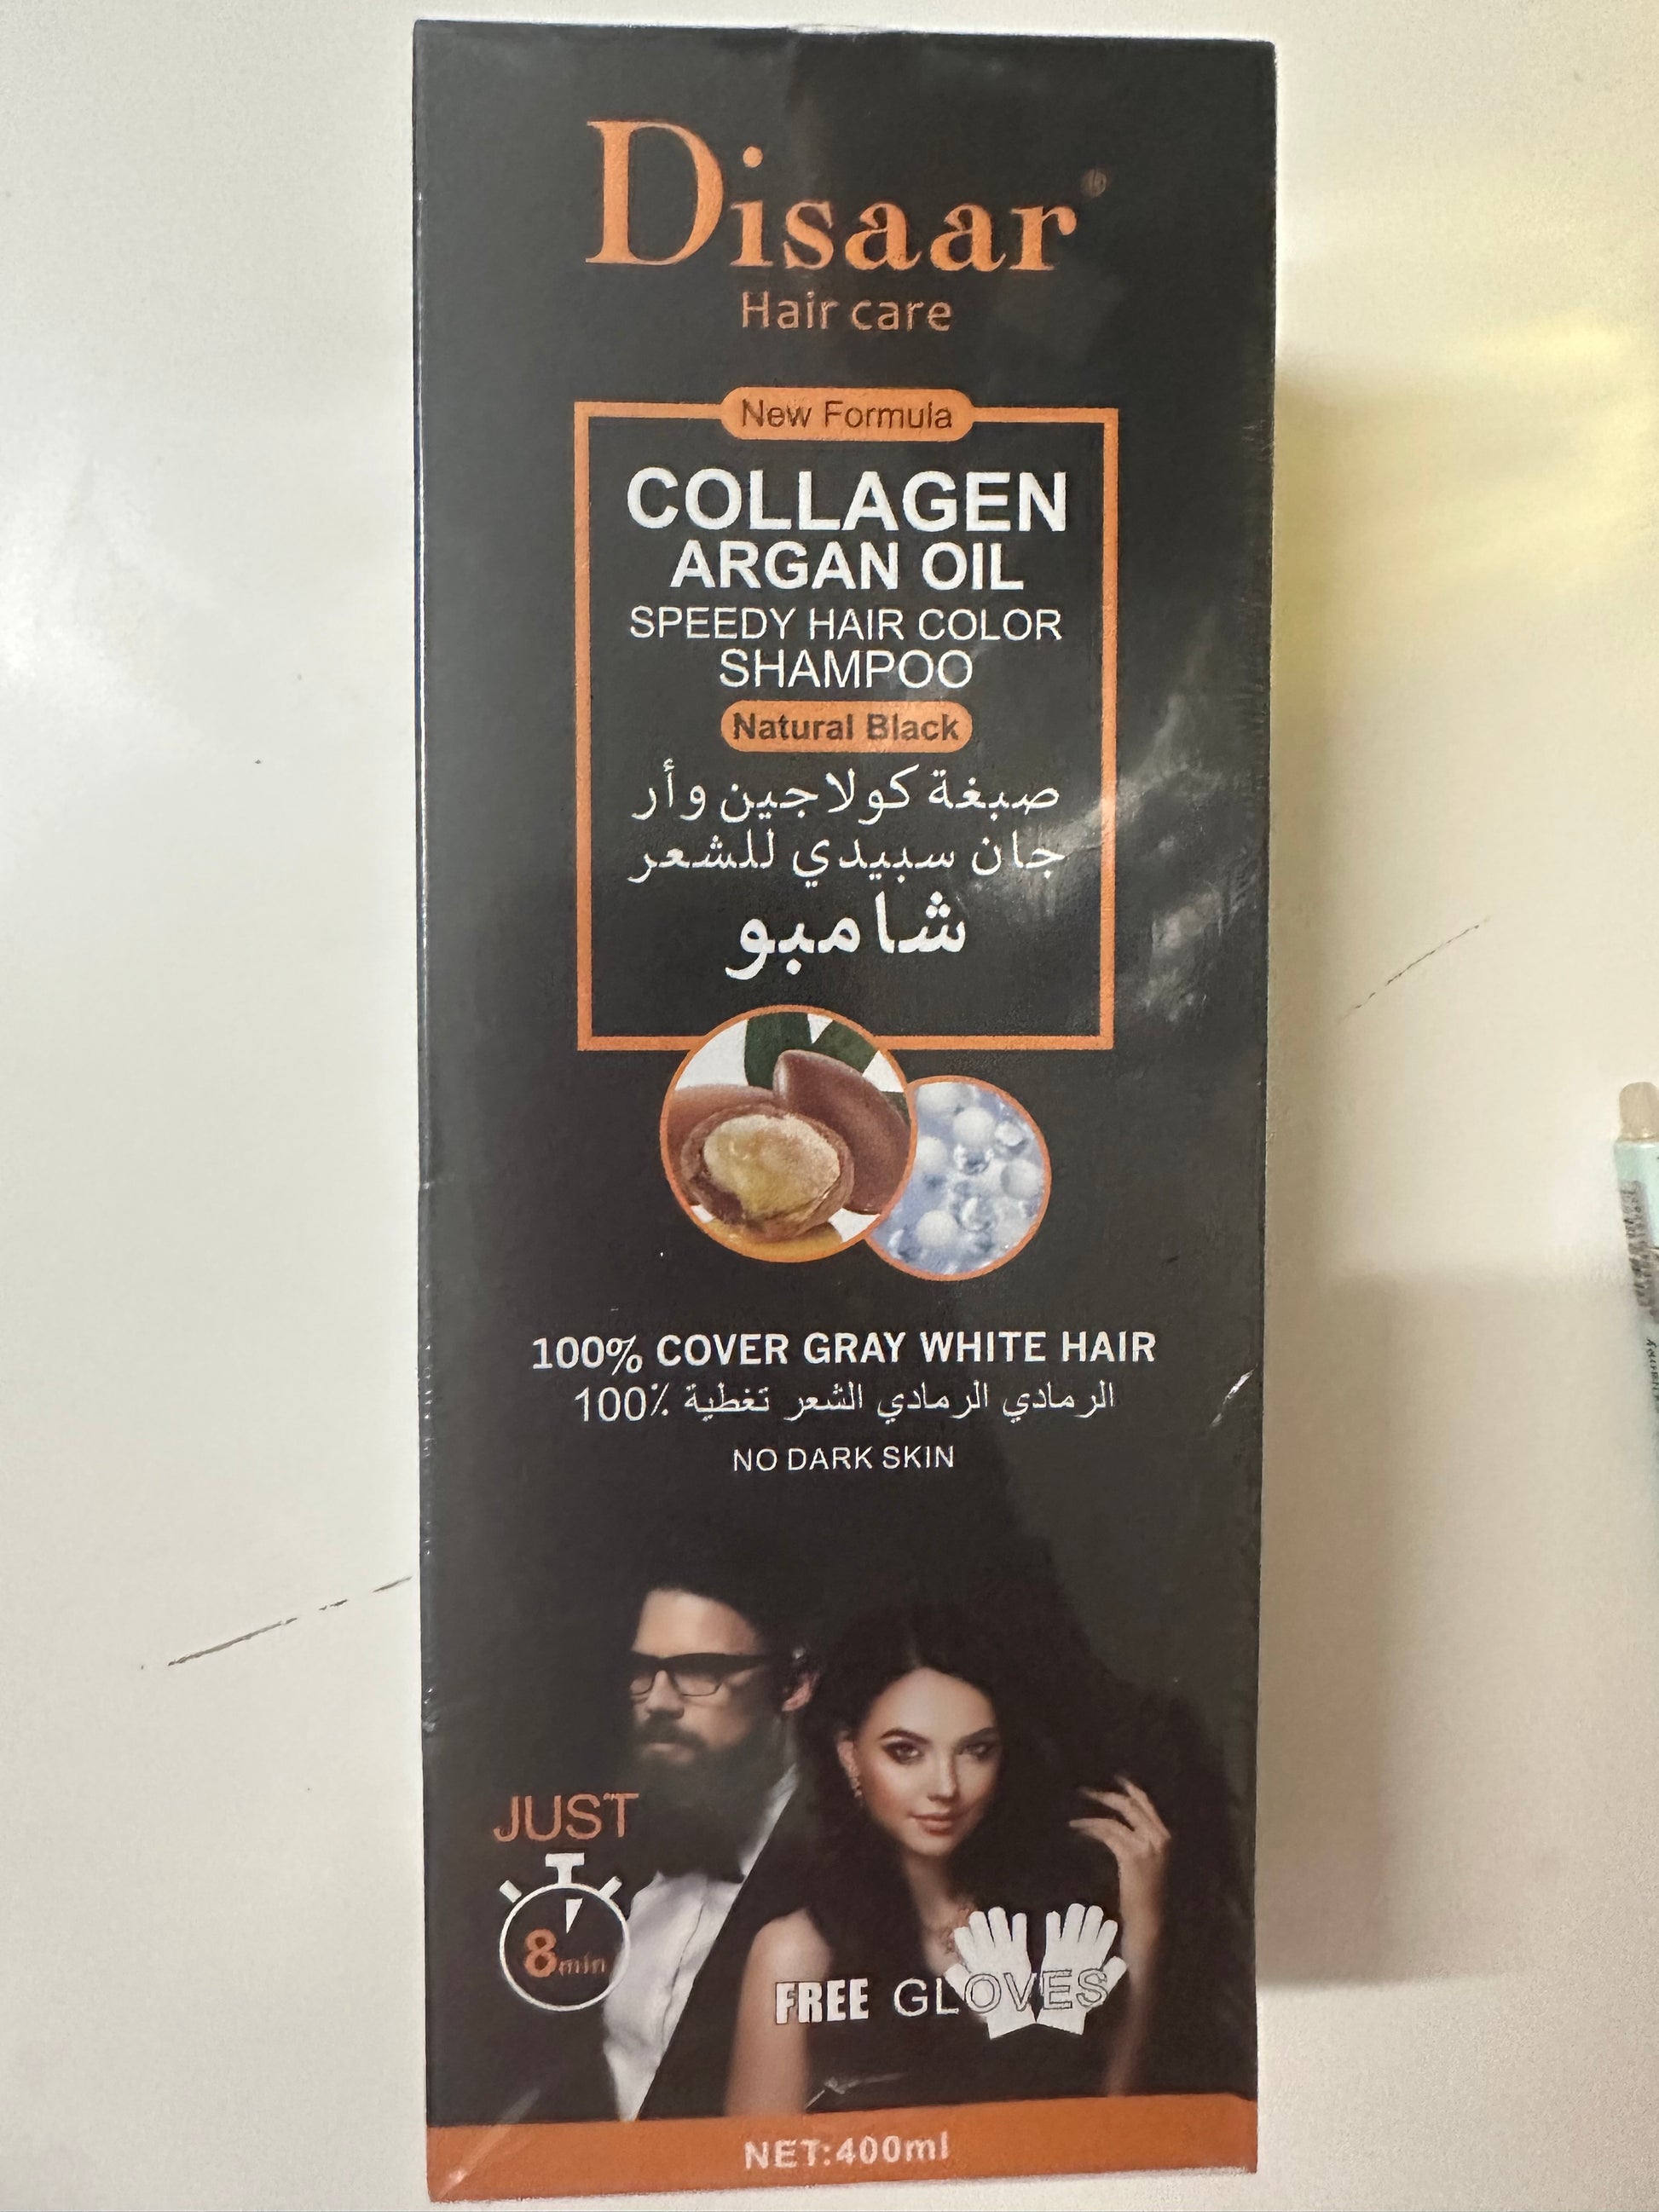 Disaar
Hair care
New Formula
COLLAGEN
ARGAN OIL
SPEEDY HAIR COLOR
SHAMPOO
Natural Black
صبغة كولاجين وأر
جان سبيدي للشعر
شامبو
100% COVER GRAY WHITE HAIR
الرمادي الرمادي الشعر تغطية 100٪
NO DARK SKIN
JUST
8min
FREE GLOVES
NET:400ml